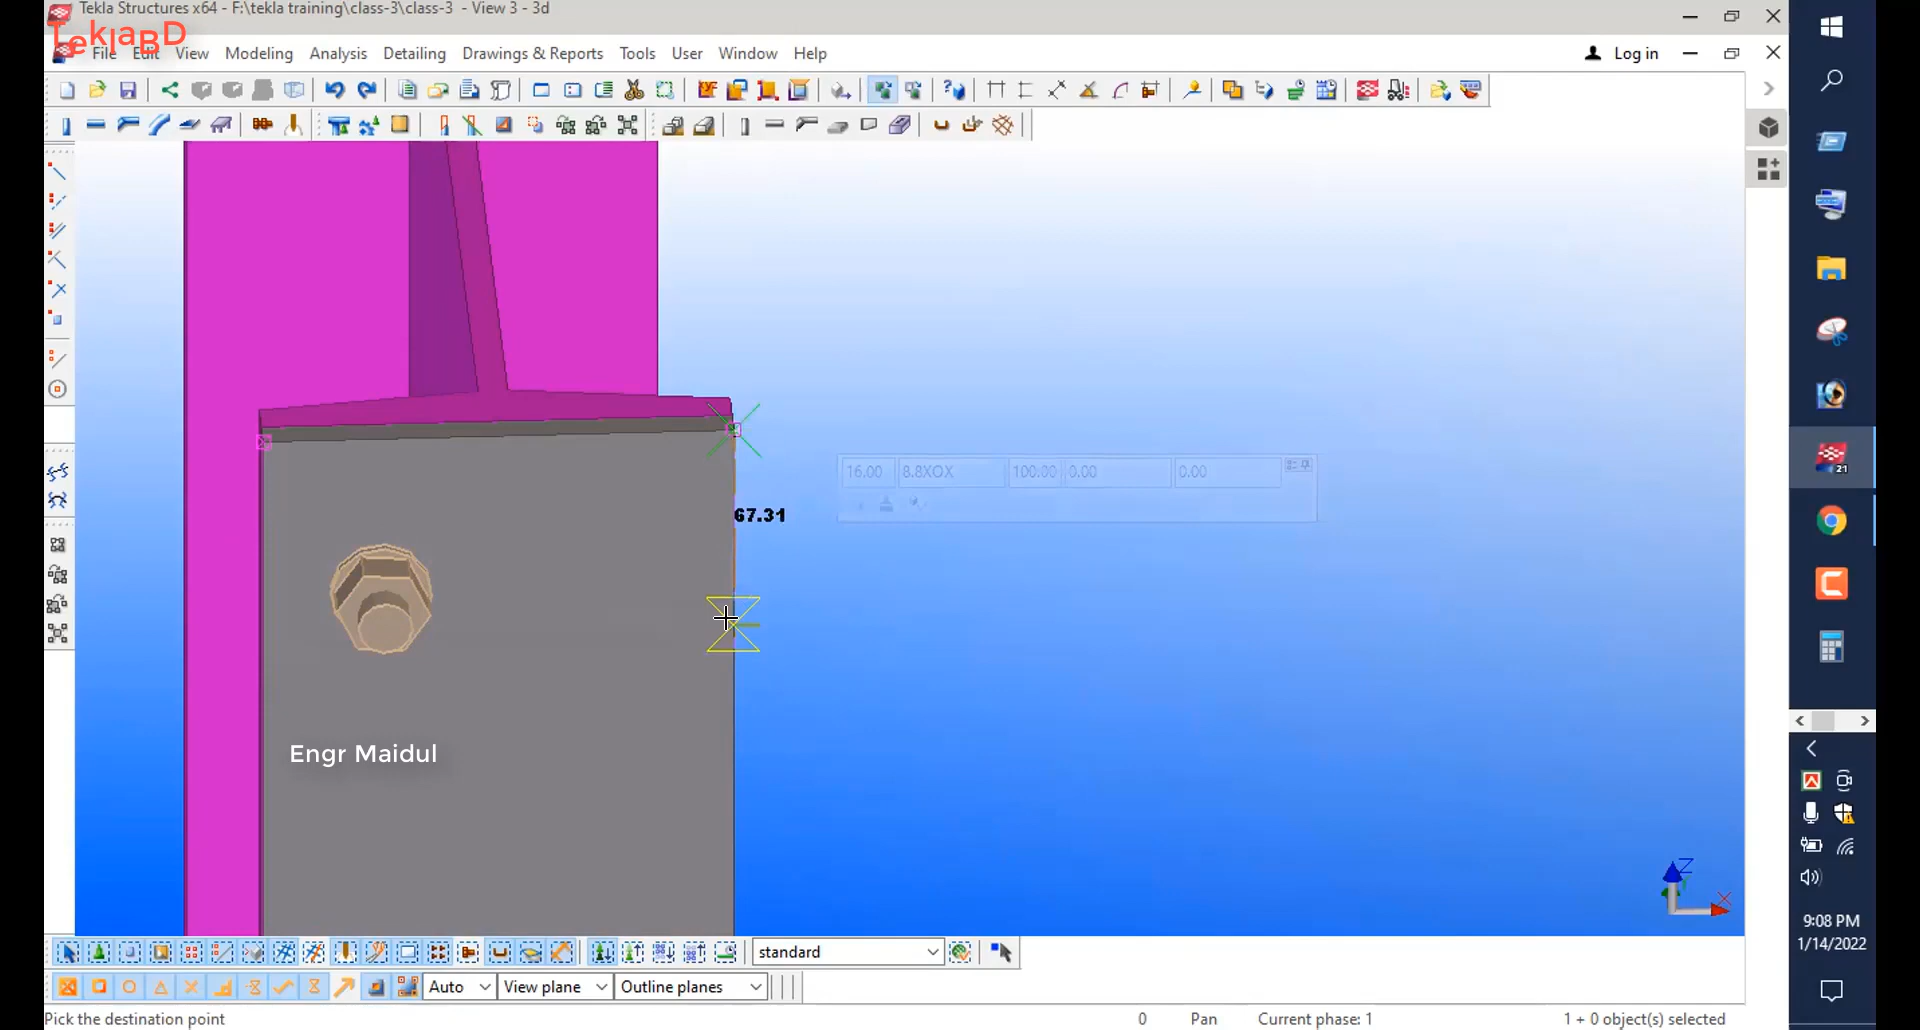 Tekla Structures x64 - F:\tekla training\class-3\class-3 - View 3 - 3d
TeklaBD
File Edit View Modeling Analysis Detailing Drawings & Reports Tools User Window Help
Log in
16.00 8.8XOX 100.00 0.00 0.00
67.31
Engr Maidul
Z
X
21
standard
Auto View plane Outline planes
Pick the destination point 0 Pan Current phase: 1 1 + 0 object(s) selected
9:08 PM
1/14/2022